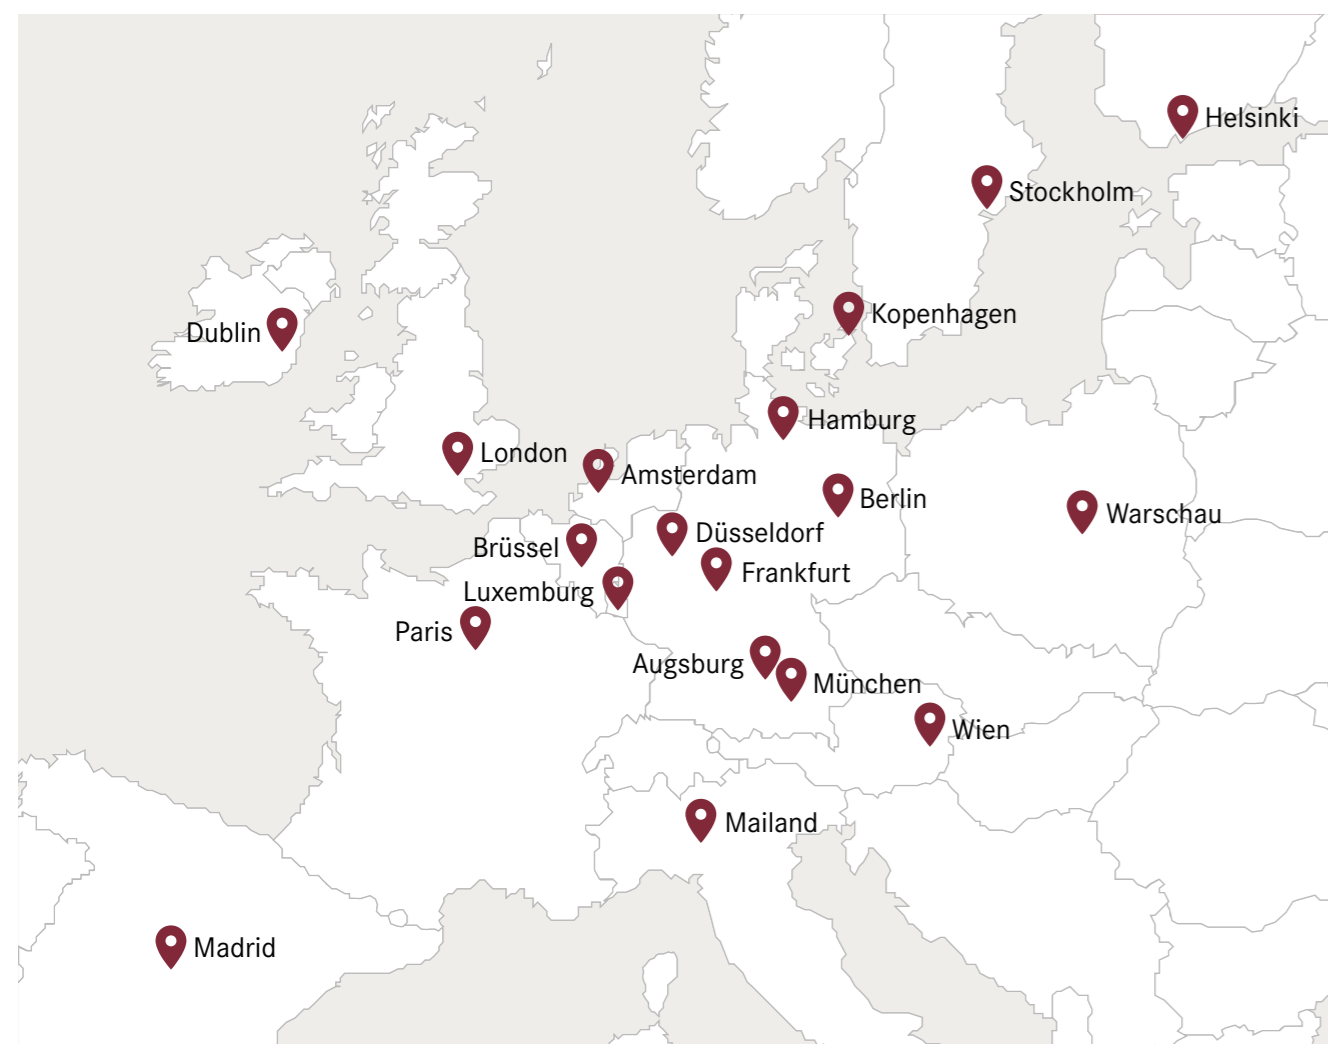 Helsinki
Stockholm
Kopenhagen
Dublin
Hamburg
London
Amsterdam
Berlin
Warschau
Düsseldorf
Brüssel
Frankfurt
Luxemburg
Paris
Augsburg
München
Wien
Mailand
Madrid